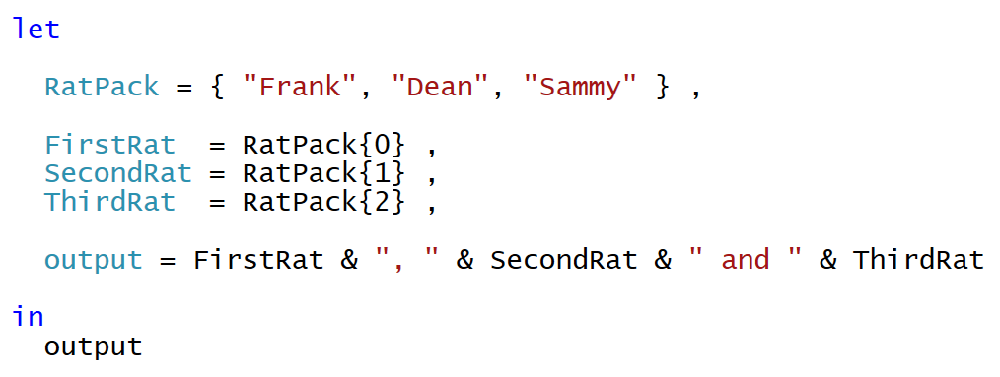 let
RatPack = { "Frank", "Dean", "Sammy" } ,
FirstRat = RatPack{0} ,
SecondRat = RatPack{1} ,
ThirdRat = RatPack{2} ,
output = FirstRat & ", " & SecondRat & " and " & ThirdRat
in
output